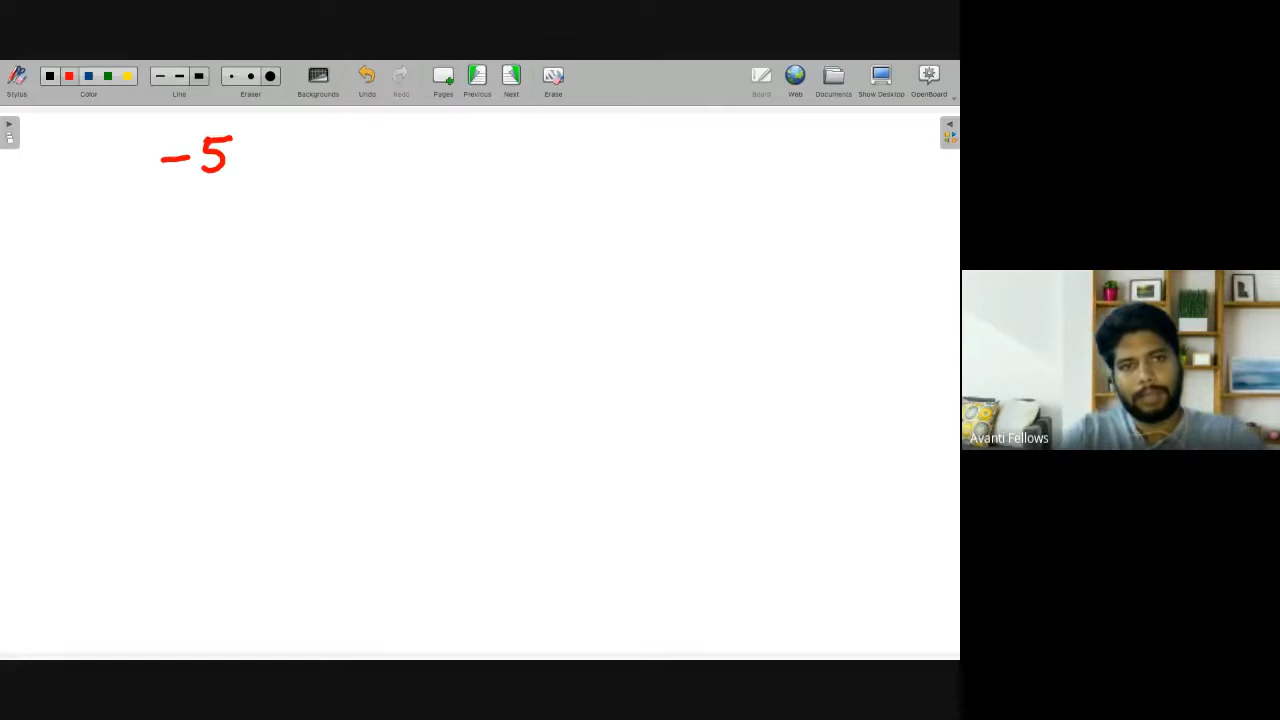 Stylus
Color
Line
Eraser
Backgrounds
Undo
Redo
Pages
Previous
Next
Erase
Board
Web
Documents
Show Desktop
OpenBoard
-5
Avanti Fellows